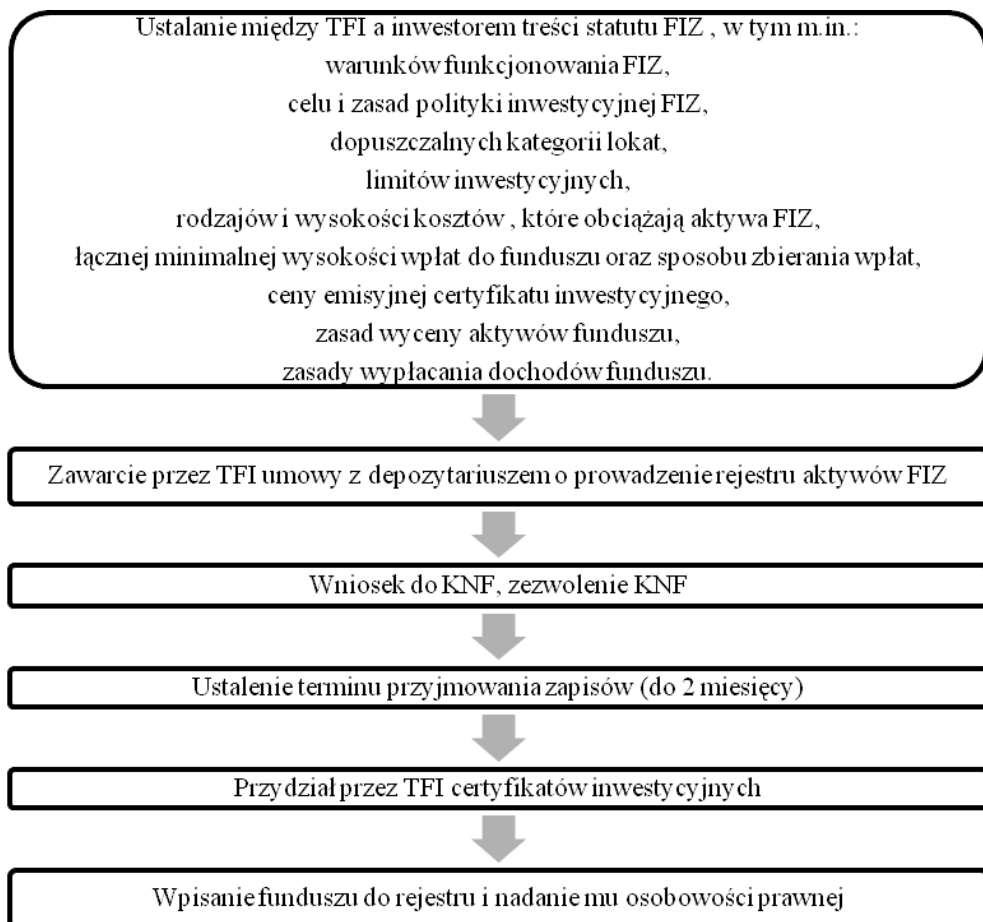 Ustalanie między TFI a inwestorem treści statutu FIZ , w tym m.in.:
warunków funkcjonowania FIZ,
celu i zasad polityki inwestycyjnej FIZ,
dopuszczalnych kategorii lokat,
limitów inwestycyjnych,
rodzajów i wysokości kosztów , które obciążają aktywa FIZ,
łącznej minimalnej wysokości wpłat do funduszu oraz sposobu zbierania wpłat,
ceny emisyjnej certyfikatu inwestycyjnego,
zasad wyceny aktywów funduszu,
zasady wypłacania dochodów funduszu.
Zawarcie przez TFI umowy z depozytariuszem o prowadzenie rejestru aktywów FIZ
Wniosek do KNF, zezwolenie KNF
Ustalenie terminu przyjmowania zapisów (do 2 miesięcy)
Przydział przez TFI certyfikatów inwestycyjnych
Wpisanie funduszu do rejestru i nadanie mu osobowości prawnej